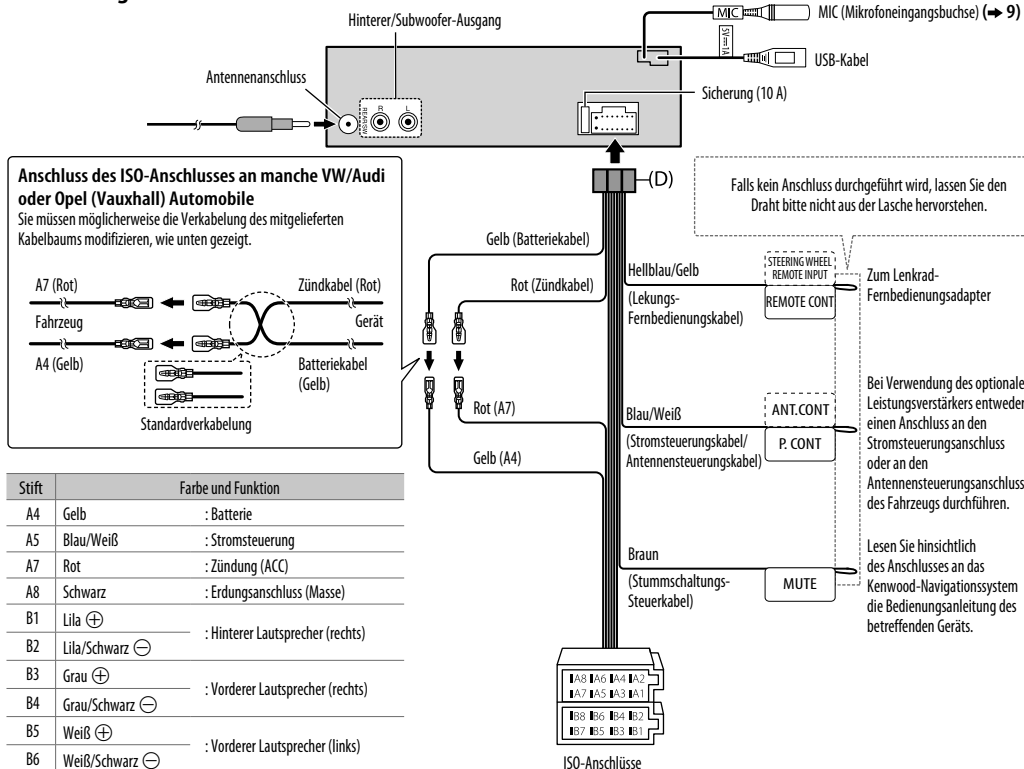 Hinterer/Subwoofer-Ausgang
MIC
MIC (Mikrofoneingangsbuchse) (➜ 9)
5V⎓1A
USB-Kabel
Antennenanschluss
Sicherung (10 A)
REAR/SW
R
L
(D)
Anschluss des ISO-Anschlusses an manche VW/Audi
oder Opel (Vauxhall) Automobile
Sie müssen möglicherweise die Verkabelung des mitgelieferten
Kabelbaums modifizieren, wie unten gezeigt.
A7 (Rot)
Zündkabel (Rot)
Fahrzeug
Gerät
A4 (Gelb)
Batteriekabel
(Gelb)
Standardverkabelung
Gelb (Batteriekabel)
Rot (Zündkabel)
Rot (A7)
Gelb (A4)
Falls kein Anschluss durchgeführt wird, lassen Sie den
Draht bitte nicht aus der Lasche hervorstehen.
Hellblau/Gelb
(Lekungs-
Fernbedienungskabel)
STEERING WHEEL
REMOTE INPUT
REMOTE CONT
Zum Lenkrad-
Fernbedienungsadapter
Blau/Weiß
(Stromsteuerungskabel/
Antennensteuerungskabel)
ANT.CONT
P. CONT
Bei Verwendung des optionale
Leistungsverstärkers entweder
einen Anschluss an den
Stromsteuerungsanschluss
oder an den
Antennensteuerungsanschluss
des Fahrzeugs durchführen.
Braun
(Stummschaltungs-
Steuerkabel)
MUTE
Lesen Sie hinsichtlich
des Anschlusses an das
Kenwood-Navigationssystem
die Bedienungsanleitung des
betreffenden Geräts.
Stift Farbe und Funktion
A4 Gelb : Batterie
A5 Blau/Weiß : Stromsteuerung
A7 Rot : Zündung (ACC)
A8 Schwarz : Erdungsanschluss (Masse)
B1 Lila ⊕
: Hinterer Lautsprecher (rechts)
B2 Lila/Schwarz ⊖
B3 Grau ⊕
: Vorderer Lautsprecher (rechts)
B4 Grau/Schwarz ⊖
B5 Weiß ⊕
: Vorderer Lautsprecher (links)
B6 Weiß/Schwarz ⊖
A8 A6 A4 A2
A7 A5 A3 A1
B8 B6 B4 B2
B7 B5 B3 B1
ISO-Anschlüsse